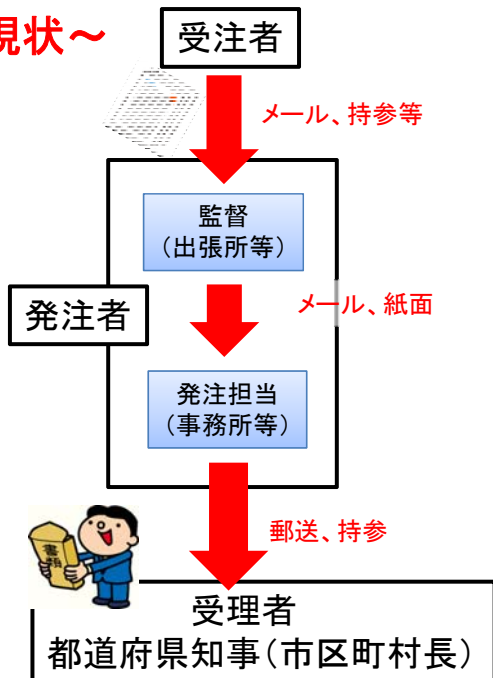 現状～
受注者
メール、持参等
監督
（出張所等）
メール、紙面
発注者
発注担当
（事務所等）
郵送、持参
書類
受理者
都道府県知事（市区町村長）